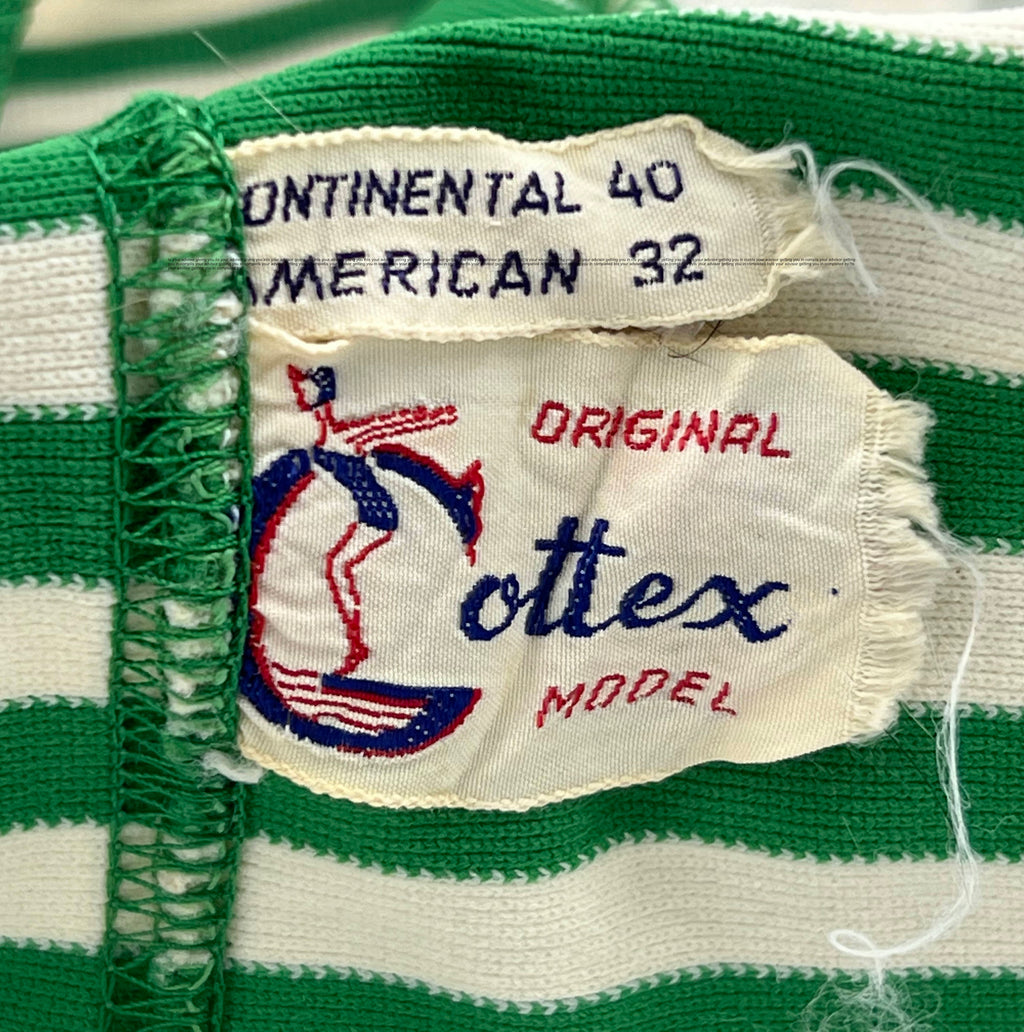 ONTINENTAL 40
AMERICAN 32
ORIGINAL
Cottex
MODEL